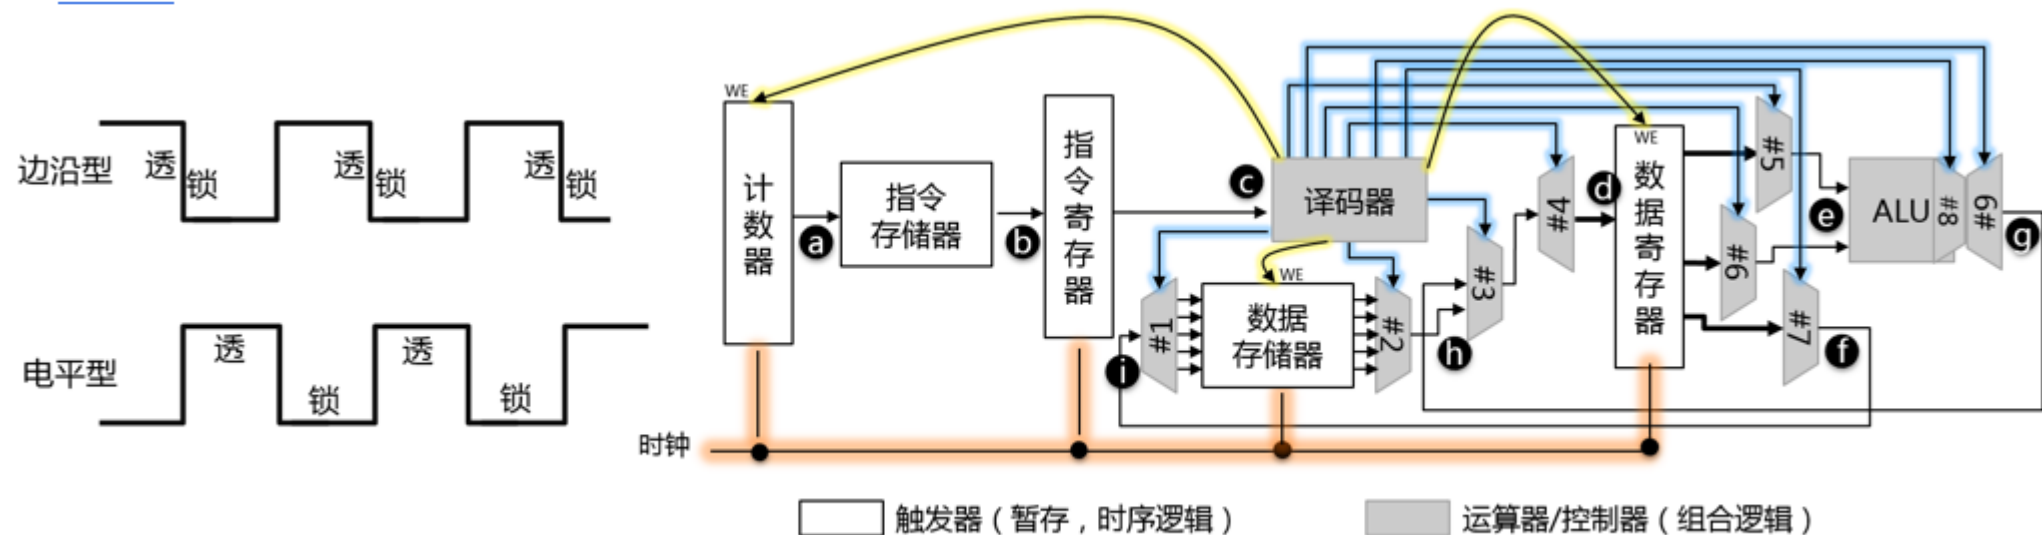 边沿型
透
锁
透
锁
透
锁
电平型
透
锁
透
锁
WE
计数器
a
指令
存储器
b
指令寄存器
c
译码器
#1
i
WE
数据
存储器
#2
h
#3
#4
d
WE
数据寄存器
#5
#6
#7
e
f
ALU
#8
#9
g
时钟
触发器（暂存，时序逻辑）
运算器/控制器（组合逻辑）